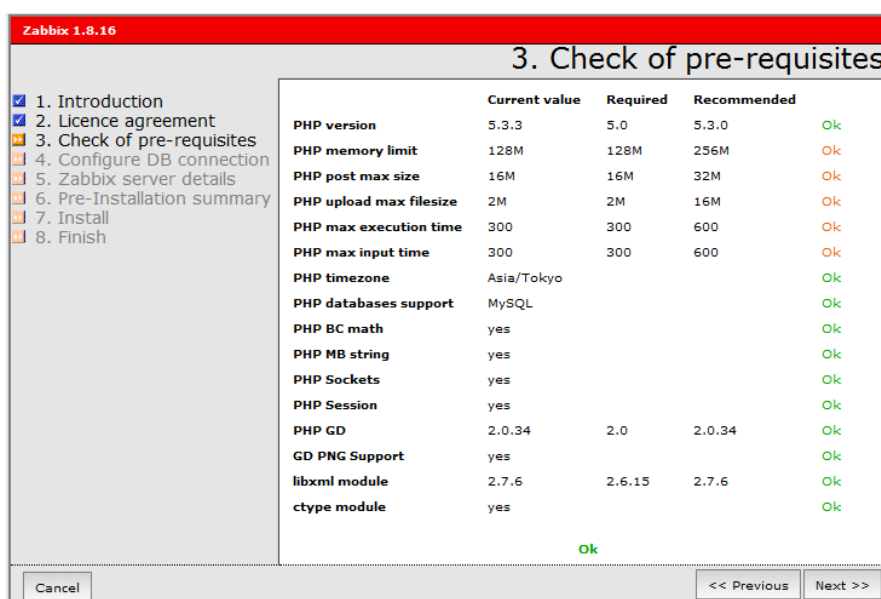 Zabbix 1.8.16
3. Check of pre-requisites
1. Introduction
2. Licence agreement
3. Check of pre-requisites
4. Configure DB connection
5. Zabbix server details
6. Pre-Installation summary
7. Install
8. Finish
Current value Required Recommended
PHP version 5.3.3 5.0 5.3.0 Ok
PHP memory limit 128M 128M 256M Ok
PHP post max size 16M 16M 32M Ok
PHP upload max filesize 2M 2M 16M Ok
PHP max execution time 300 300 600 Ok
PHP max input time 300 300 600 Ok
PHP timezone Asia/Tokyo Ok
PHP databases support MySQL Ok
PHP BC math yes Ok
PHP MB string yes Ok
PHP Sockets yes Ok
PHP Session yes Ok
PHP GD 2.0.34 2.0 2.0.34 Ok
GD PNG Support yes Ok
libxml module 2.7.6 2.6.15 2.7.6 Ok
ctype module yes Ok
Ok
Cancel << Previous Next >>